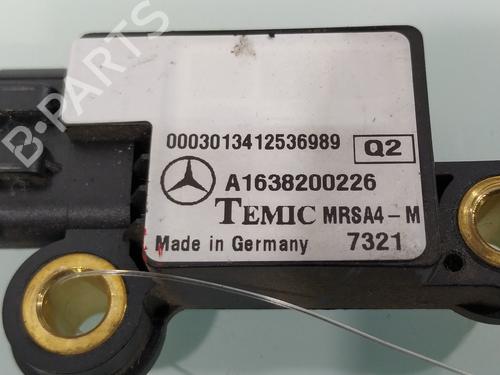 B-PARTS
0003013412536989 Q2
A1638200226
TEMIC MRSA4-M
Made in Germany 7321